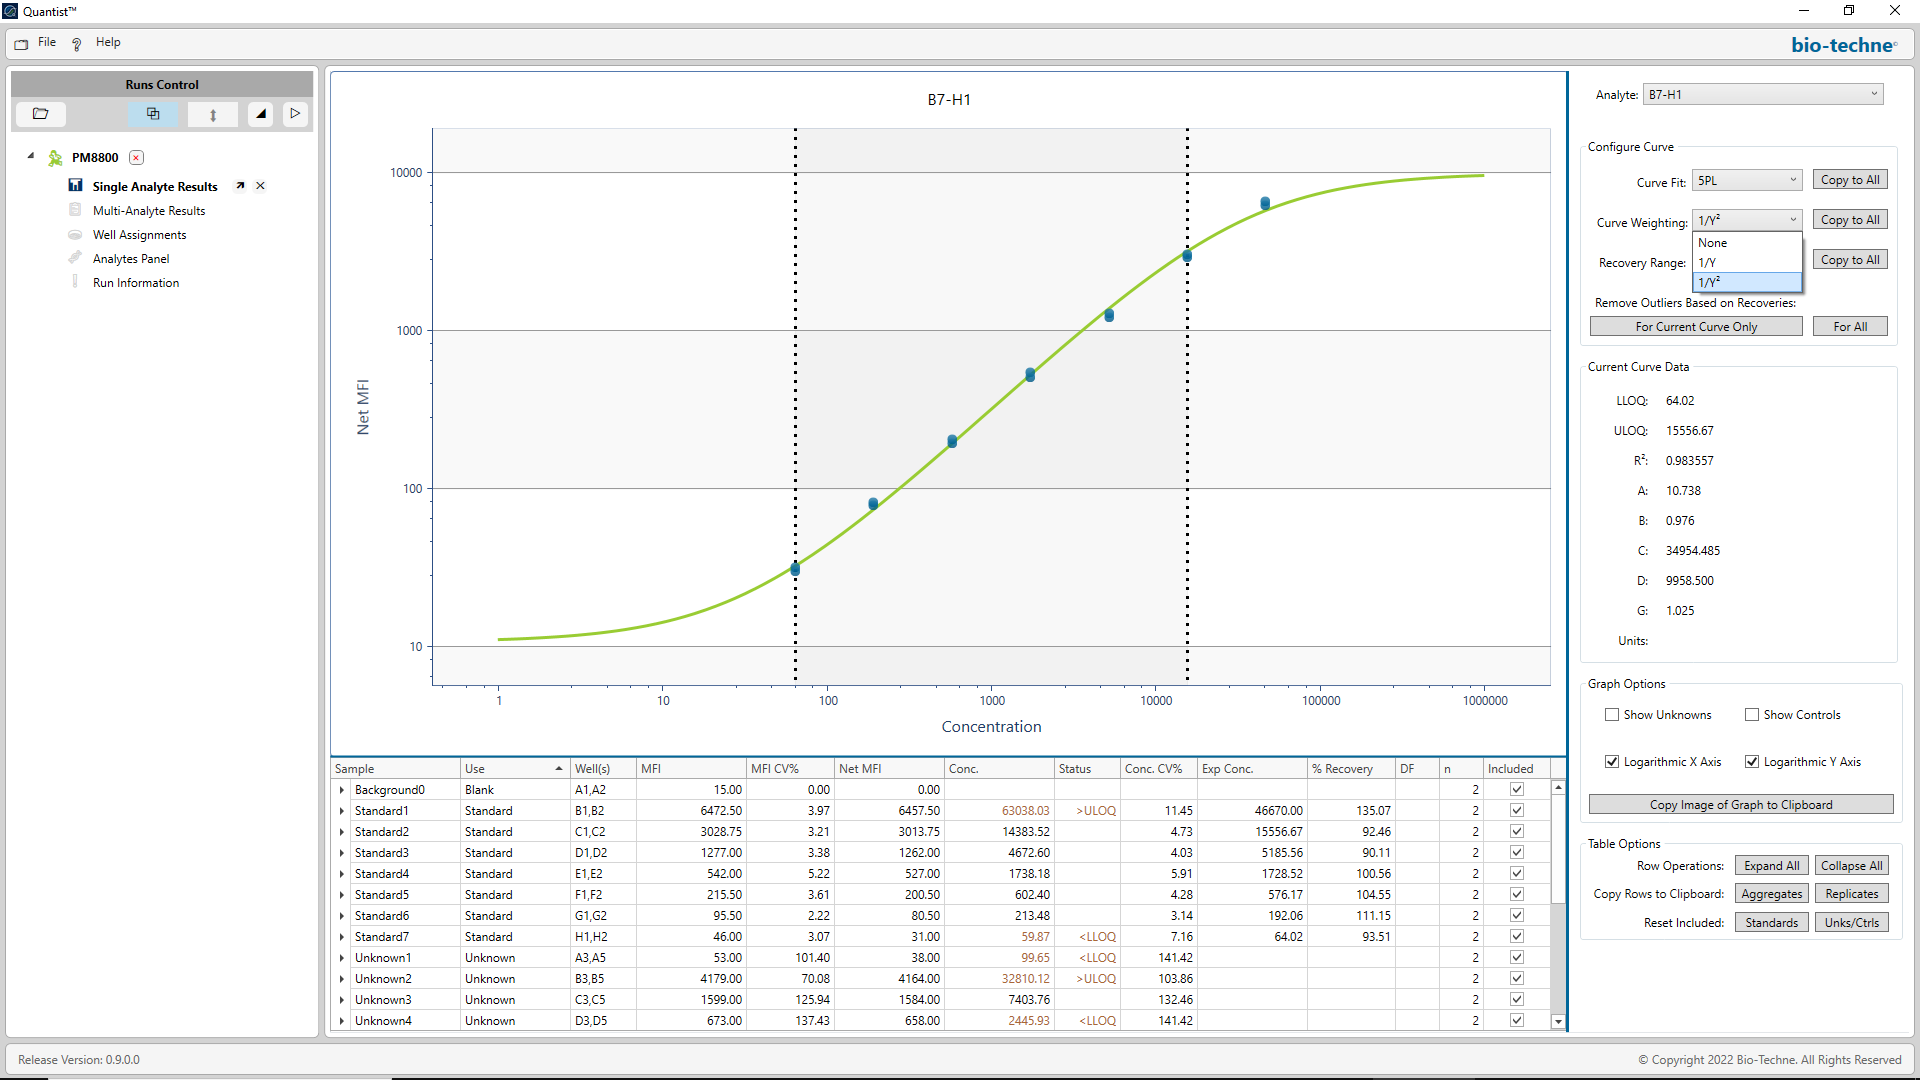 Quantist™
File Help
bio-techne®
Runs Control
PM8800
Single Analyte Results
Multi-Analyte Results
Well Assignments
Analytes Panel
Run Information
B7-H1
Net MFI
10000
1000
100
10
1 10 100 1000 10000 100000 1000000
Concentration
Analyte: B7-H1
Configure Curve
Curve Fit: 5PL Copy to All
Curve Weighting: 1/Y² Copy to All
None
1/Y
1/Y²
Recovery Range: Copy to All
Remove Outliers Based on Recoveries:
For Current Curve Only For All
Current Curve Data
LLOQ: 64.02
ULOQ: 15556.67
R²: 0.983557
A: 10.738
B: 0.976
C: 34954.485
D: 9958.500
G: 1.025
Units:
Graph Options
Show Unknowns Show Controls
Logarithmic X Axis Logarithmic Y Axis
Copy Image of Graph to Clipboard
Table Options
Row Operations: Expand All Collapse All
Copy Rows to Clipboard: Aggregates Replicates
Reset Included: Standards Unks/Ctrls
Sample Use Well(s) MFI MFI CV% Net MFI Conc. Status Conc. CV% Exp Conc. % Recovery DF n Included
Background0 Blank A1,A2 15.00 0.00 0.00 2
Standard1 Standard B1,B2 6472.50 3.97 6457.50 63038.03 >ULOQ 11.45 46670.00 135.07 2
Standard2 Standard C1,C2 3028.75 3.21 3013.75 14383.52 4.73 15556.67 92.46 2
Standard3 Standard D1,D2 1277.00 3.38 1262.00 4672.60 4.03 5185.56 90.11 2
Standard4 Standard E1,E2 542.00 5.22 527.00 1738.18 5.91 1728.52 100.56 2
Standard5 Standard F1,F2 215.50 3.61 200.50 602.40 4.28 576.17 104.55 2
Standard6 Standard G1,G2 95.50 2.22 80.50 213.48 3.14 192.06 111.15 2
Standard7 Standard H1,H2 46.00 3.07 31.00 59.87 <LLOQ 7.16 64.02 93.51 2
Unknown1 Unknown A3,A5 53.00 101.40 38.00 99.65 <LLOQ 141.42 2
Unknown2 Unknown B3,B5 4179.00 70.08 4164.00 32810.12 >ULOQ 103.86 2
Unknown3 Unknown C3,C5 1599.00 125.94 1584.00 7403.76 132.46 2
Unknown4 Unknown D3,D5 673.00 137.43 658.00 2445.93 <LLOQ 141.42 2
Release Version: 0.9.0.0
© Copyright 2022 Bio-Techne. All Rights Reserved